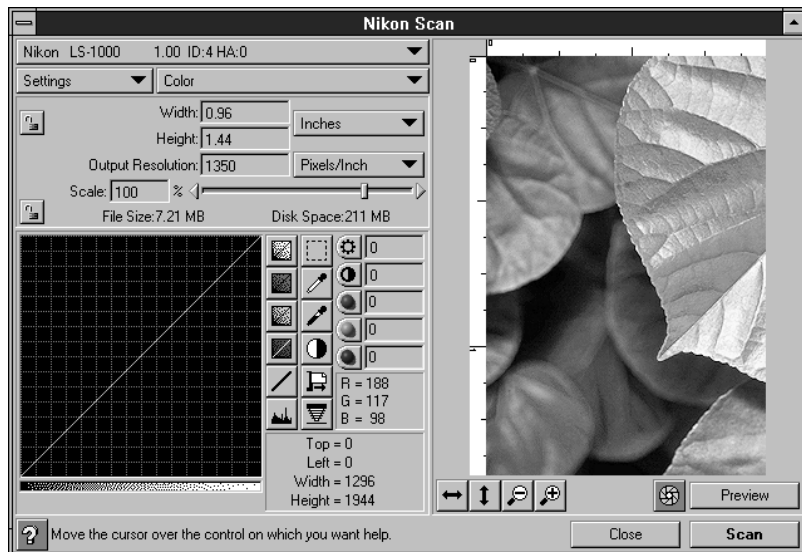 Nikon Scan
Nikon LS-1000 1.00 ID:4 HA:0
Settings Color
Width: 0.96
Inches
Height: 1.44
Output Resolution: 1350 Pixels/Inch
Scale: 100 %
File Size:7.21 MB Disk Space:211 MB
0
0
0
0
0
R = 188
G = 117
B = 98
Top = 0
Left = 0
Width = 1296
Height = 1944
0
0
1
Preview
? Move the cursor over the control on which you want help.
Close Scan